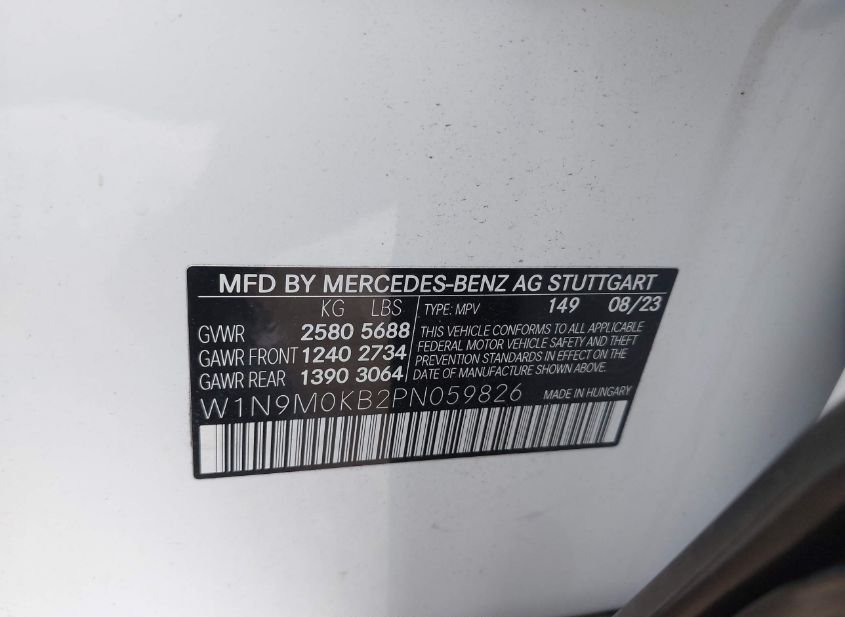 MFD BY MERCEDES-BENZ AG STUTTGART
KG LBS TYPE: MPV 149 08/23
GVWR 2580 5688
GAWR FRONT 1240 2734
GAWR REAR 1390 3064
THIS VEHICLE CONFORMS TO ALL APPLICABLE
FEDERAL MOTOR VEHICLE SAFETY AND THEFT
PREVENTION STANDARDS IN EFFECT ON THE
DATE OF MANUFACTURE SHOWN ABOVE.
W1N9M0KB2PN059826 MADE IN HUNGARY